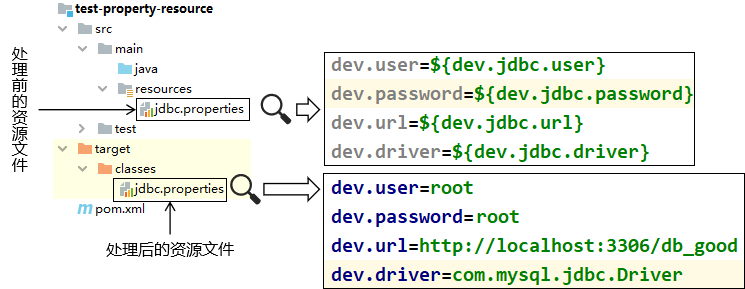 test-property-resource
src
main
java
resources
jdbc.properties
test
target
classes
jdbc.properties
pom.xml
处理前的资源文件
处理后的资源文件
dev.user=${dev.jdbc.user}
dev.password=${dev.jdbc.password}
dev.url=${dev.jdbc.url}
dev.driver=${dev.jdbc.driver}
dev.user=root
dev.password=root
dev.url=http://localhost:3306/db_good
dev.driver=com.mysql.jdbc.Driver